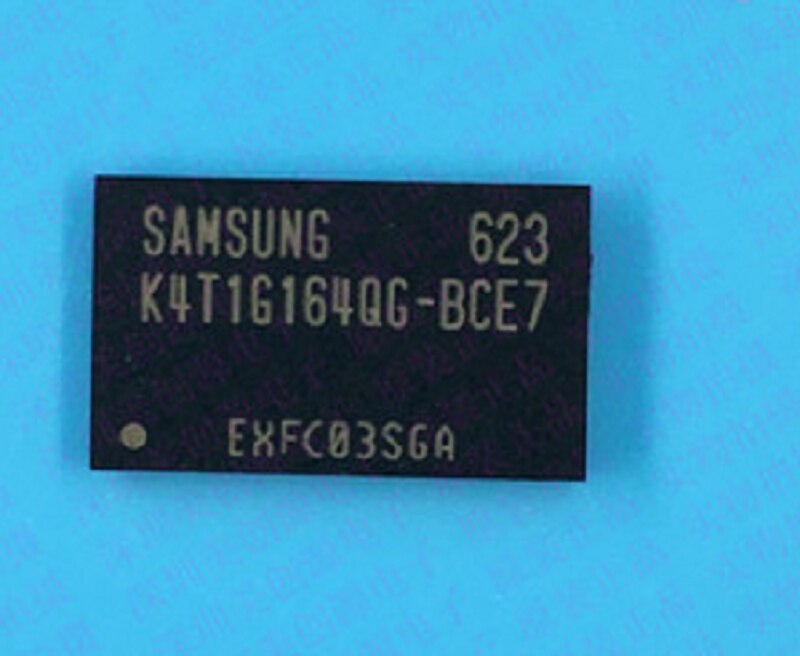 SAMSUNG 623
K4T1G164QG-BCE7
EXFC03SGA